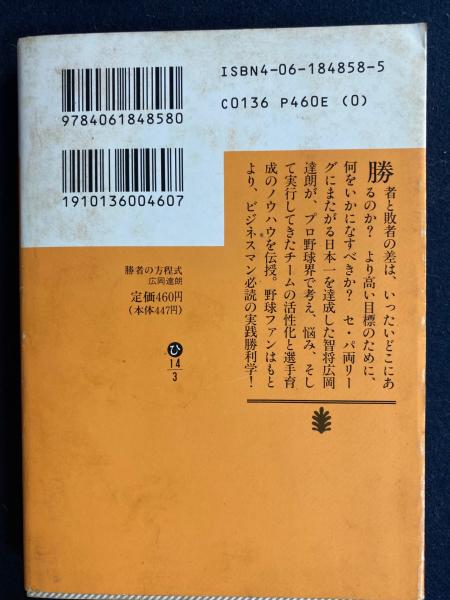 ISBN4-06-184858-5
C0136 P460E (0)
9784061848580
1910136004607
勝者と敗者の差は、いったいどこにあ
るのか？ より高い目標のために、
何をいかになすべきか？ セ・パ両リー
グにまたがる日本一を達成した智将広岡
達朗が、プロ野球界で考え、悩み、そし
て実行してきたチームの活性化と選手育
成のノウハウを伝授。野球ファンはもと
より、ビジネスマン必読の実践勝利学！
勝者の方程式
広岡達朗
定価460円
（本体447円）
ひ
14
3